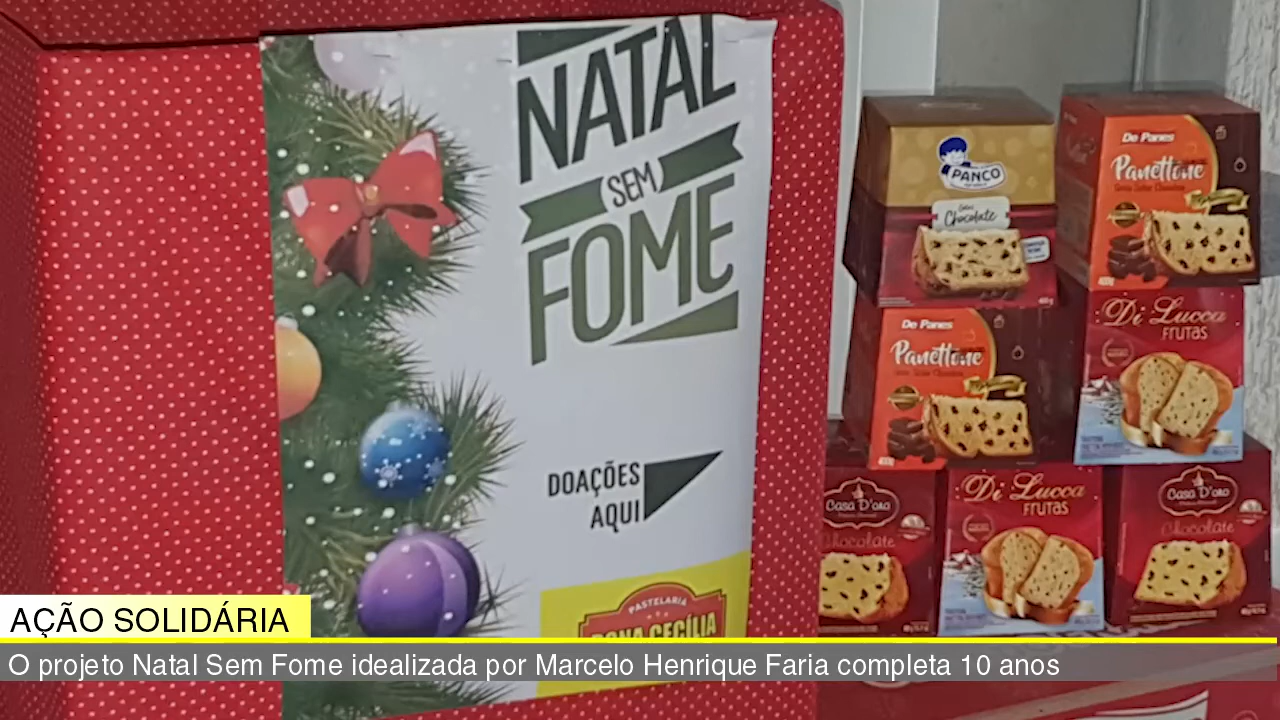 NATAL
SEM
FOME
DOAÇÕES
AQUI
PASTELARIA
DONA CECÍLIA
PANCO
Chocolate
De Panes
Panettone
De Panes
Panettone
Di Lucca
FRUTAS
Casa D'oro
Chocolate
Di Lucca
FRUTAS
Casa D'oro
Chocolate
AÇÃO SOLIDÁRIA
O projeto Natal Sem Fome idealizada por Marcelo Henrique Faria completa 10 anos